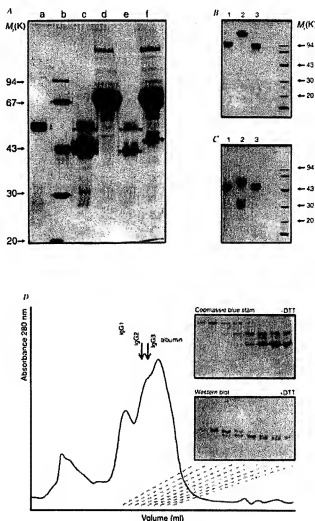 A
B
Mr(K)
a b c d e f
94→
67→
43→
30→
20→
1 2 3
Mr(K)
← 94
← 43
← 30
← 20
C
1 2 3
← 94
← 43
← 30
← 20
D
Absorbance 280 nm
IgG1
IgG2
IgG3
albumin
Coomassie blue stain -DTT
Western blot -DTT
Volume (ml)